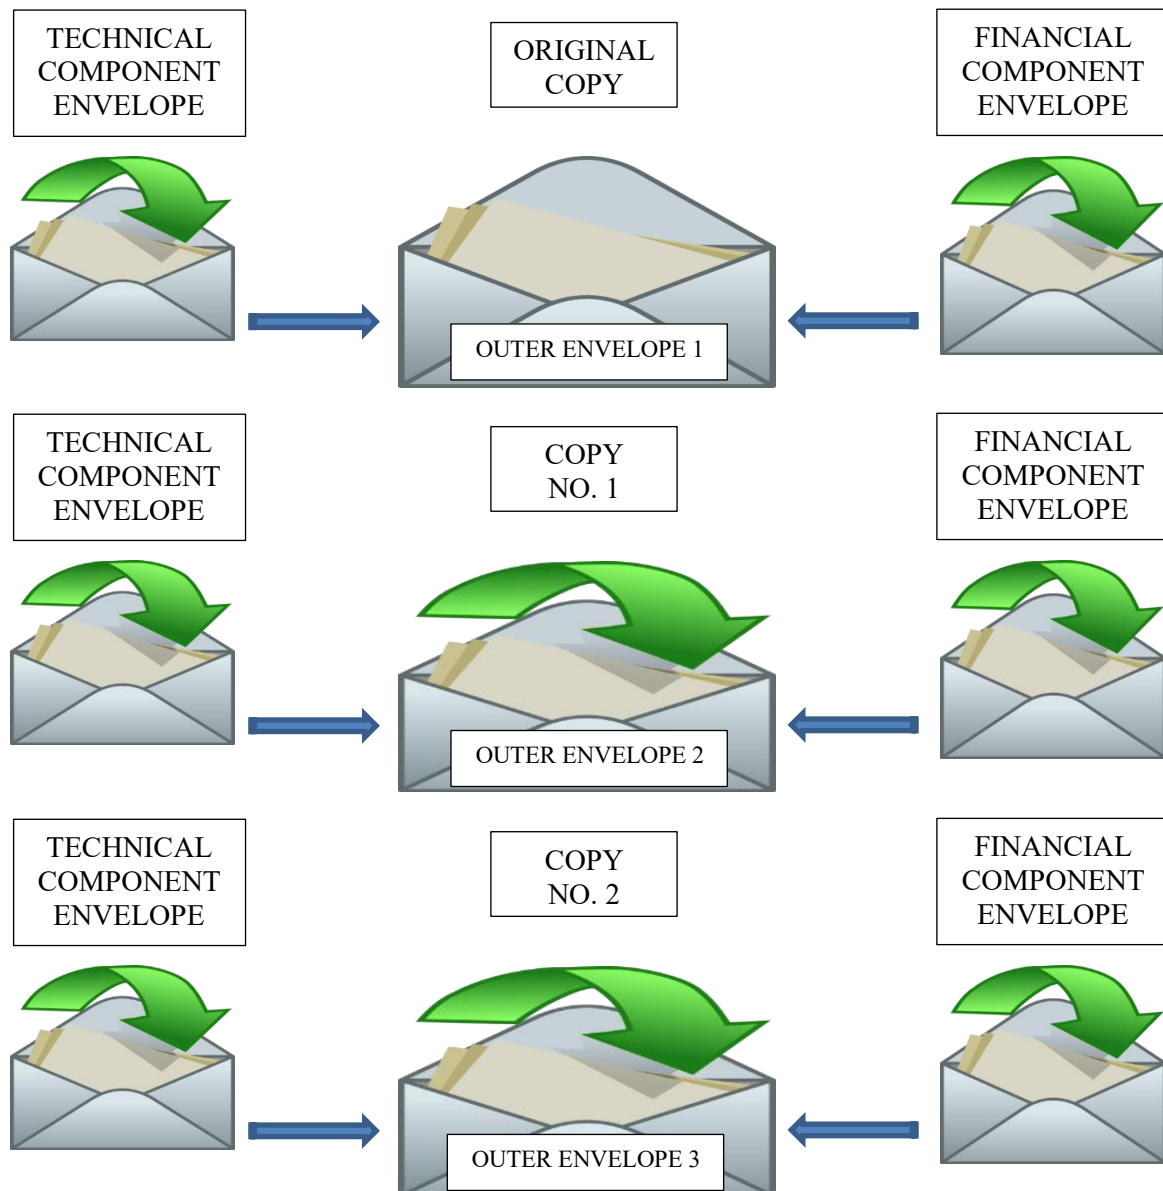 TECHNICAL
COMPONENT
ENVELOPE
ORIGINAL
COPY
FINANCIAL
COMPONENT
ENVELOPE
OUTER ENVELOPE 1
TECHNICAL
COMPONENT
ENVELOPE
COPY
NO. 1
FINANCIAL
COMPONENT
ENVELOPE
OUTER ENVELOPE 2
TECHNICAL
COMPONENT
ENVELOPE
COPY
NO. 2
FINANCIAL
COMPONENT
ENVELOPE
OUTER ENVELOPE 3